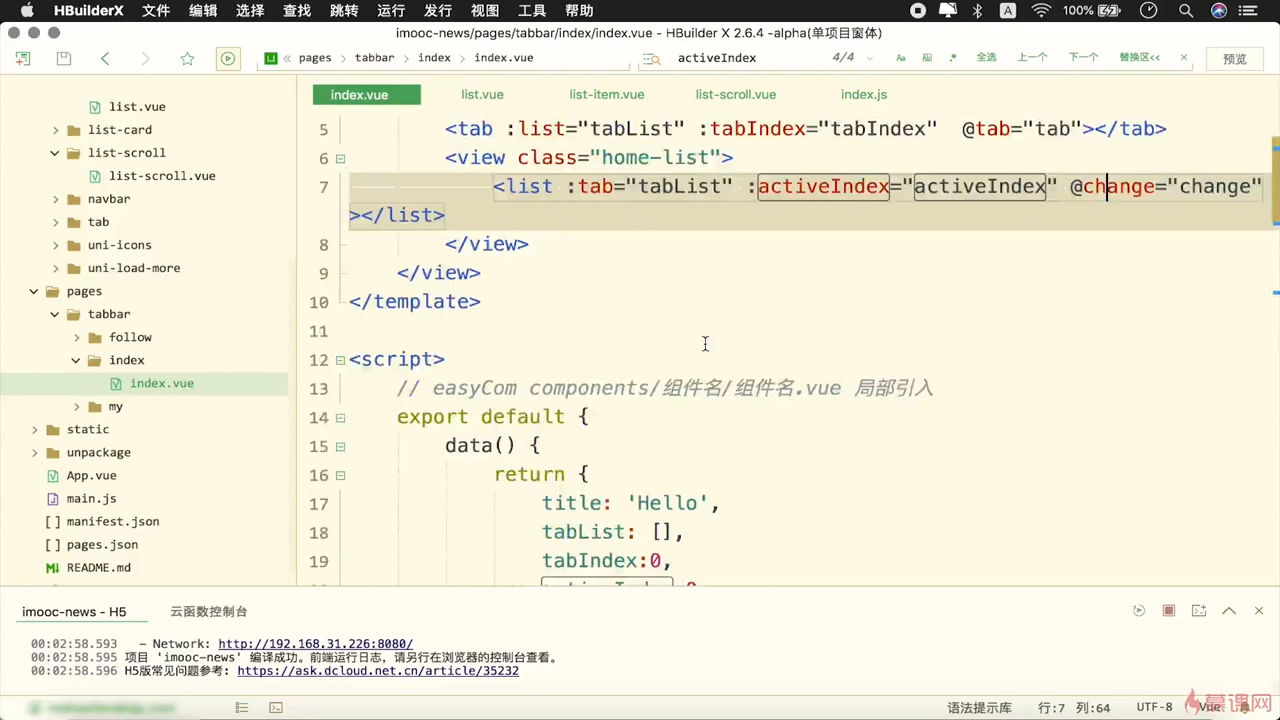 HBuilderX 文件 编辑 选择 查找 跳转 运行 发行 视图 工具 帮助 A 100%
imooc-news/pages/tabbar/index/index.vue - HBuilder X 2.6.4 -alpha(单项目窗体)
pages tabbar index index.vue activeIndex 4/4 Aa .* 全选 上一个 下一个 替换区<< 预览
list.vue
list-card
list-scroll
list-scroll.vue
navbar
tab
uni-icons
uni-load-more
pages
tabbar
follow
index
index.vue
my
static
unpackage
App.vue
main.js
manifest.json
pages.json
README.md
index.vue list.vue list-item.vue list-scroll.vue index.js
5 <tab :list="tabList" :tabIndex="tabIndex" @tab="tab"></tab>
6 <view class="home-list">
7 <list :tab="tabList" :activeIndex="activeIndex" @change="change"
></list>
8 </view>
9 </view>
10 </template>
11
12 <script>
13 // easyCom components/组件名/组件名.vue 局部引入
14 export default {
15 data() {
16 return {
17 title: 'Hello',
18 tabList: [],
19 tabIndex:0,
imooc-news - H5 云函数控制台
00:02:58.593 - Network: http://192.168.31.226:8080/
00:02:58.595 项目 'imooc-news' 编译成功。前端运行日志，请另行在浏览器的控制台查看。
00:02:58.596 H5版常见问题参考: https://ask.dcloud.net.cn/article/35232
语法提示库 行:7 列:64 UTF-8 Vue
慕课网